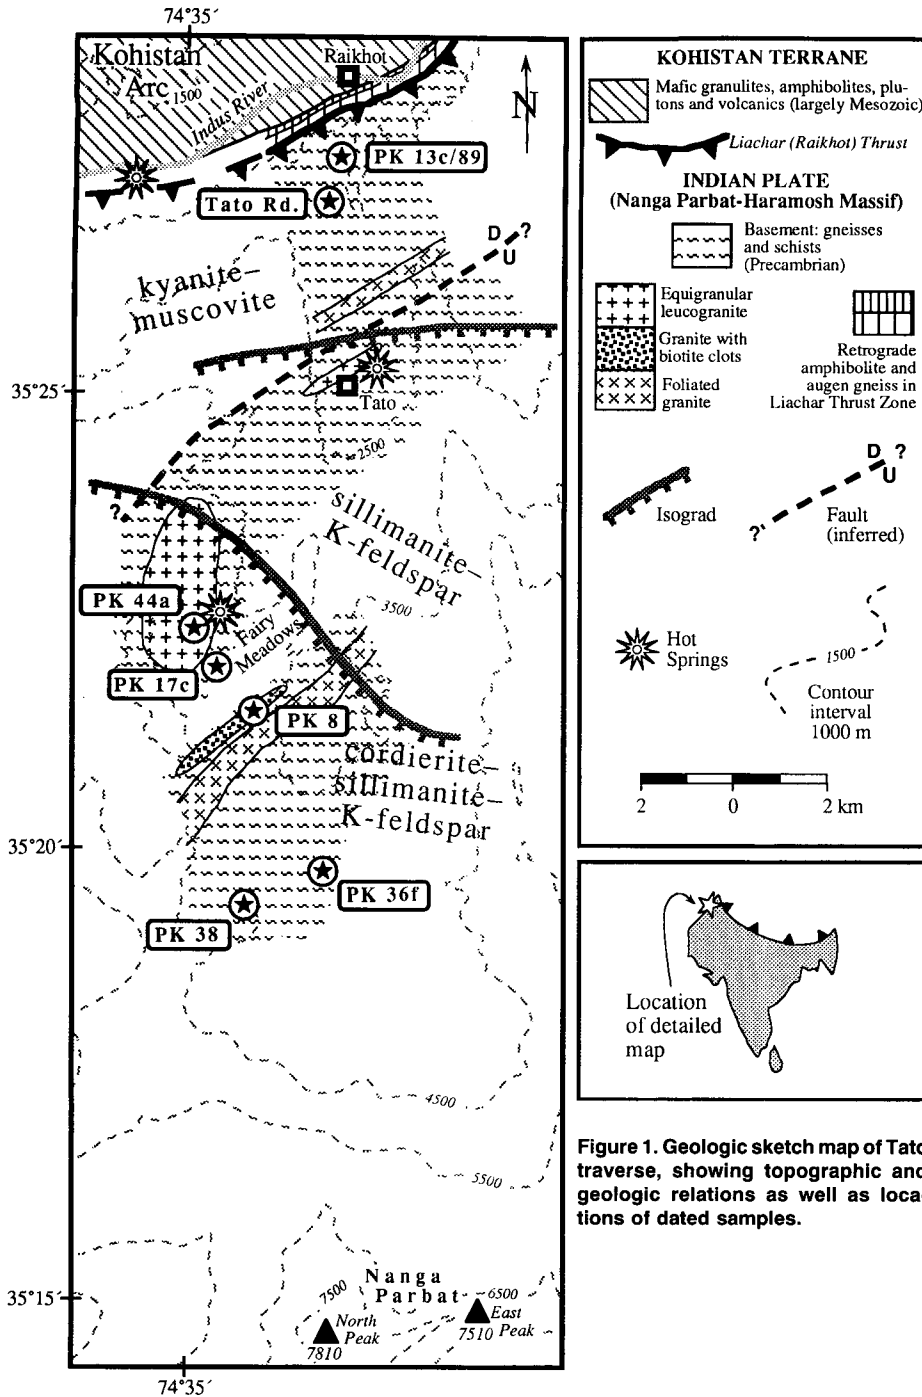 74°35´
Kohistan
Arc
1500
Indus River
Raikhot
N
PK 13c/89
Tato Rd.
D ?
U
kyanite–
muscovite
35°25´
Tato
2500
?
sillimanite–
K-feldspar
3500
PK 44a
Fairy
Meadows
PK 17c
PK 8
cordierite–
sillimanite–
K-feldspar
35°20´
PK 36f
PK 38
4500
5500
35°15´
Nanga
Parbat
7500
6500
North
Peak
7810
East
Peak
7510
74°35´
KOHISTAN TERRANE
Mafic granulites, amphibolites, plu-
tons and volcanics (largely Mesozoic)
Liachar (Raikhot) Thrust
INDIAN PLATE
(Nanga Parbat-Haramosh Massif)
Basement: gneisses
and schists
(Precambrian)
Equigranular
leucogranite
Granite with
biotite clots
Foliated
granite
Retrograde
amphibolite and
augen gneiss in
Liachar Thrust Zone
Isograd
D ?
U
?
Fault
(inferred)
Hot
Springs
1500
Contour
interval
1000 m
2 0 2 km
Location
of detailed
map
Figure 1. Geologic sketch map of Tato
traverse, showing topographic and
geologic relations as well as loca-
tions of dated samples.